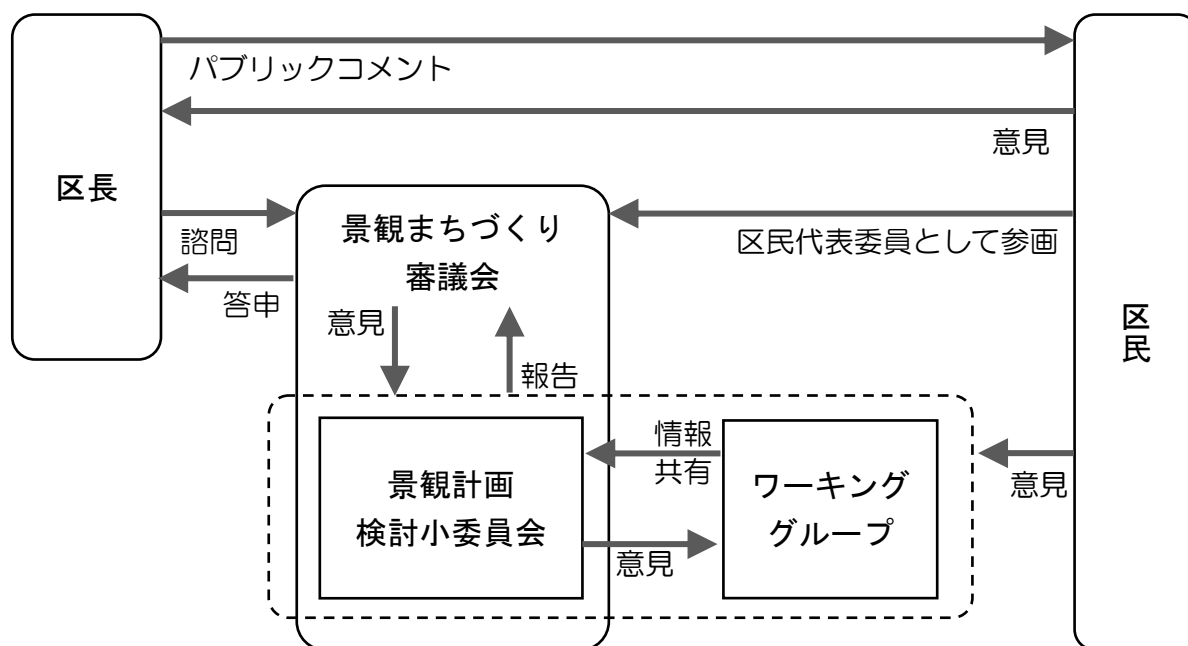 パブリックコメント
意見
区長
諮問
答申
景観まちづくり
審議会
区民代表委員として参画
区民
意見
報告
景観計画
検討小委員会
情報
共有
意見
ワーキング
グループ
意見